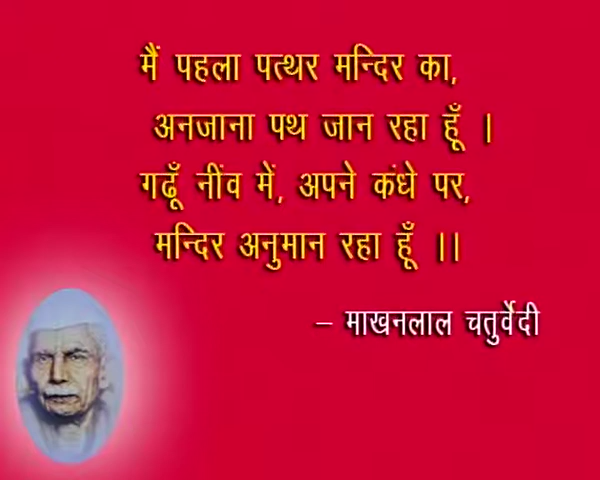 मैं पहला पत्थर मन्दिर का,
अनजाना पथ जान रहा हूँ ।
गढूँ नींव में, अपने कंधे पर,
मन्दिर अनुमान रहा हूँ ।।
– माखनलाल चतुर्वेदी